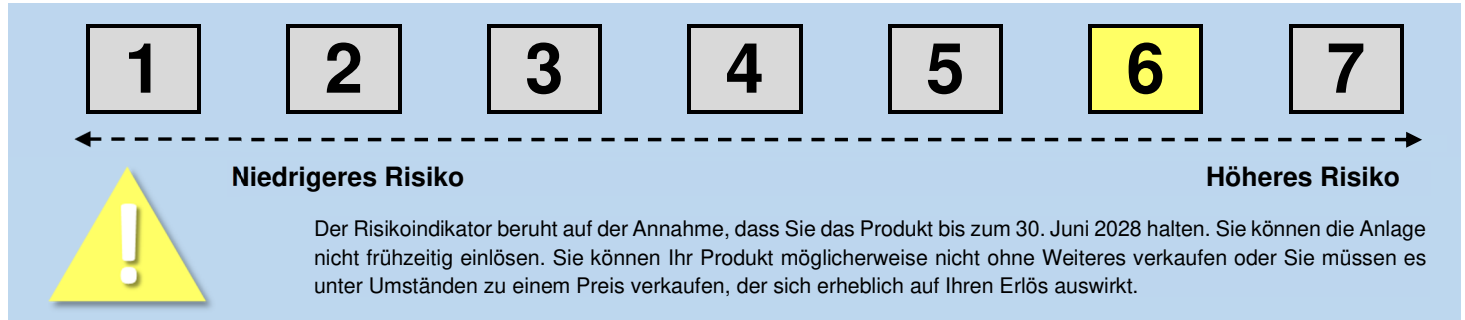 1 2 3 4 5 6 7
Niedrigeres Risiko Höheres Risiko
!
Der Risikoindikator beruht auf der Annahme, dass Sie das Produkt bis zum 30. Juni 2028 halten. Sie können die Anlage
nicht frühzeitig einlösen. Sie können Ihr Produkt möglicherweise nicht ohne Weiteres verkaufen oder Sie müssen es
unter Umständen zu einem Preis verkaufen, der sich erheblich auf Ihren Erlös auswirkt.